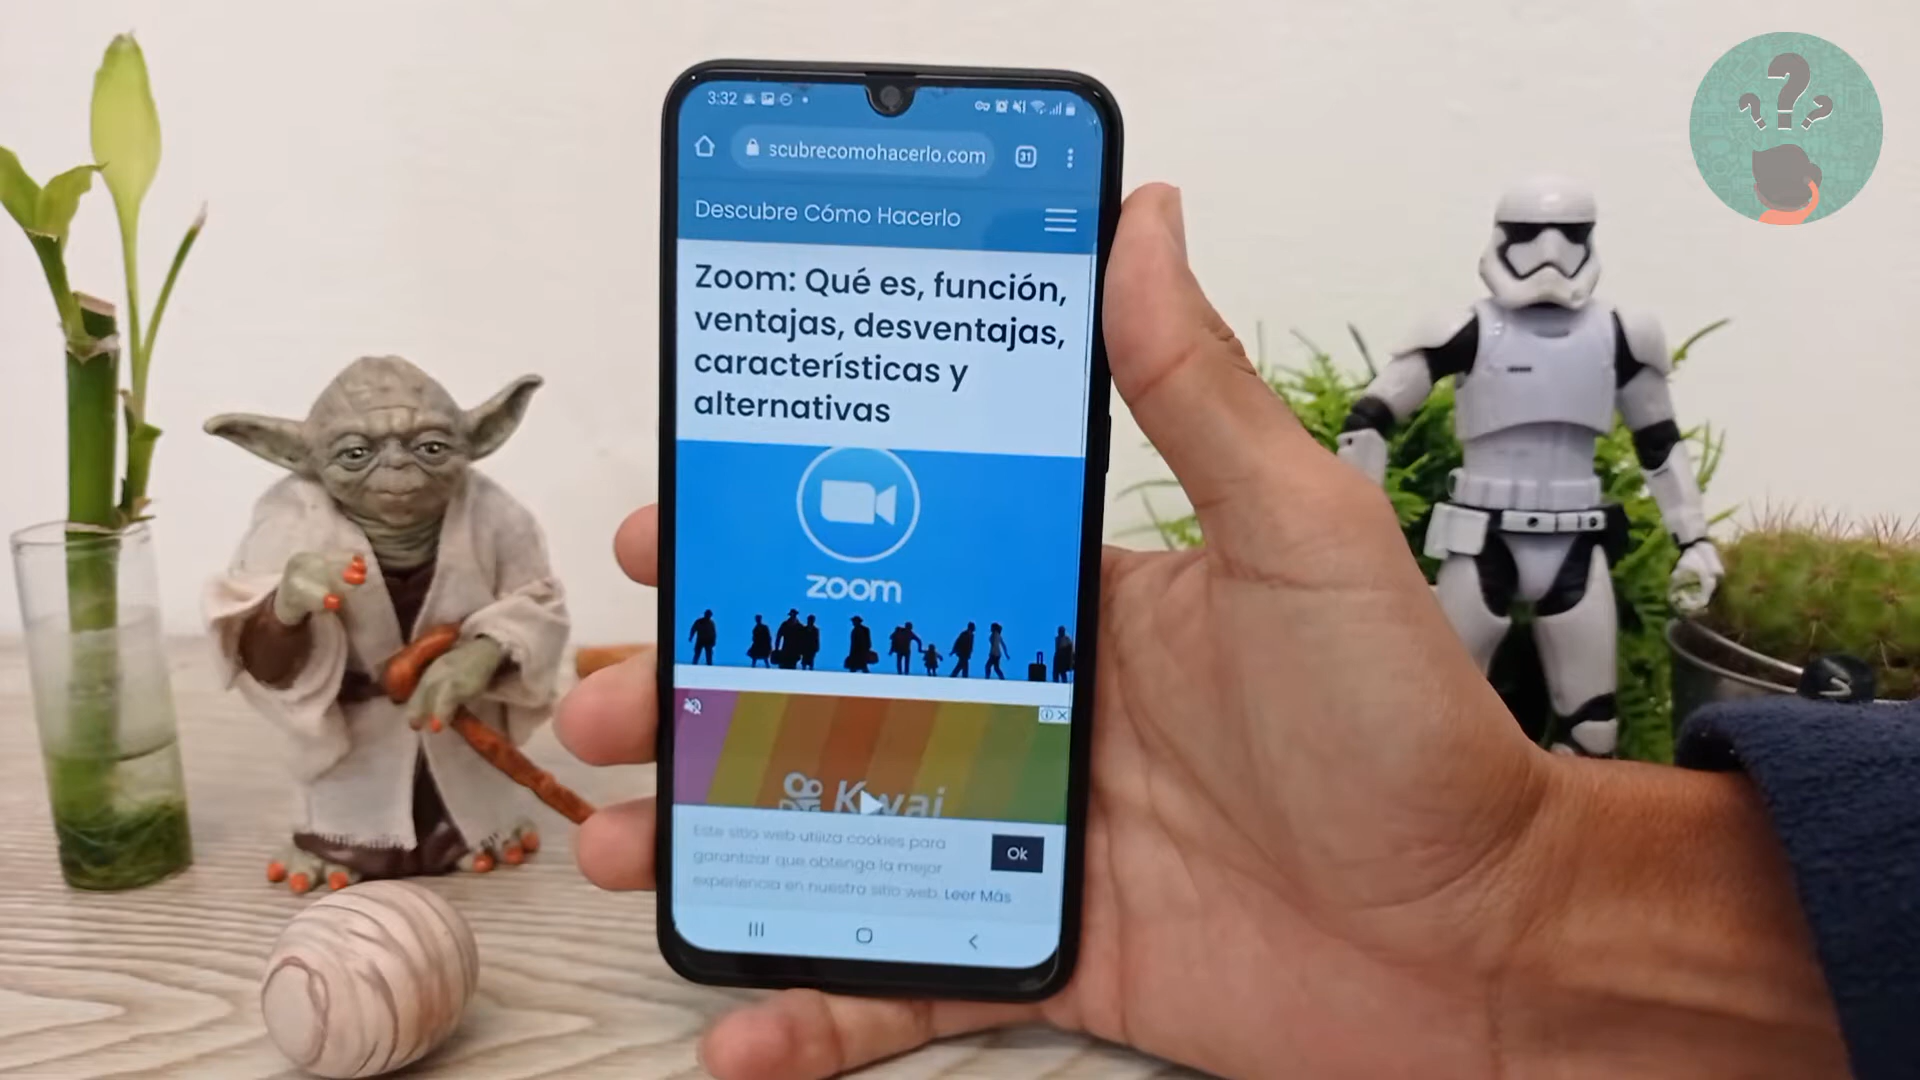 3:32
scubrecomohacerlo.com
31
Descubre Cómo Hacerlo
Zoom: Qué es, función,
ventajas, desventajas,
características y
alternativas
zoom
Kwai
Este sitio web utiliza cookies para
garantizar que obtenga la mejor
experiencia en nuestro sitio web. Leer Más
Ok